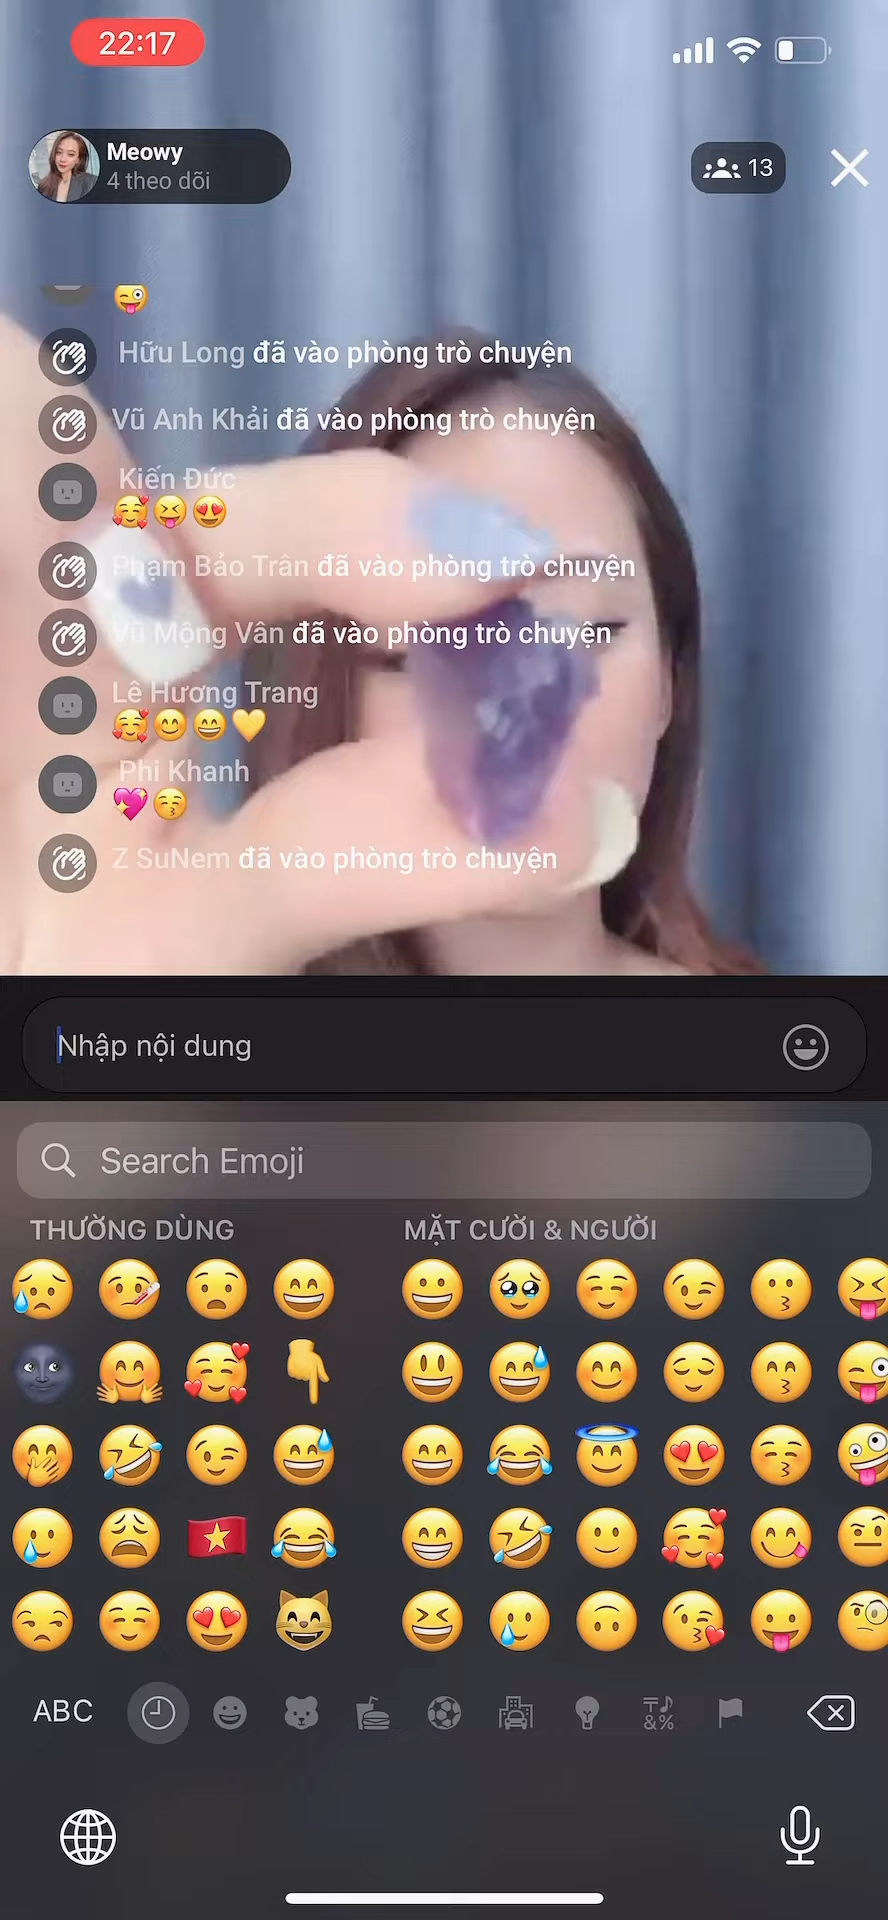 22:17
Meowy
4 theo dõi
13
😜
Hữu Long đã vào phòng trò chuyện
Vũ Anh Khải đã vào phòng trò chuyện
Kiến Đức
🥰😝😍
Phạm Bảo Trân đã vào phòng trò chuyện
Vũ Mộng Vân đã vào phòng trò chuyện
Lê Hương Trang
🥰😊😄💛
Phi Khanh
💖😚
Z SuNem đã vào phòng trò chuyện
Nhập nội dung
Search Emoji
THƯỜNG DÙNG
MẶT CƯỜI & NGƯỜI
ABC